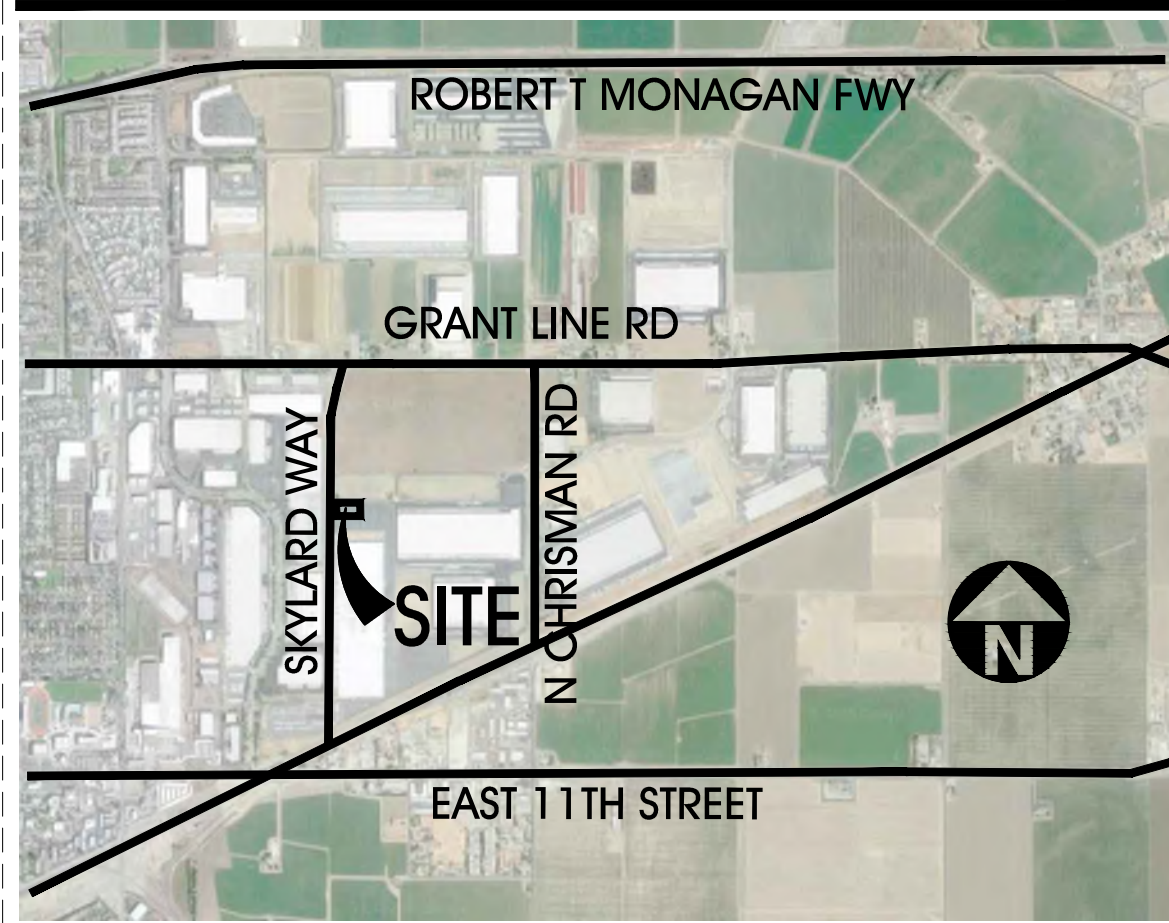 ROBERT T MONAGAN FWY
GRANT LINE RD
SKYLARD WAY
N CHRISMAN RD
SITE
N
EAST 11TH STREET